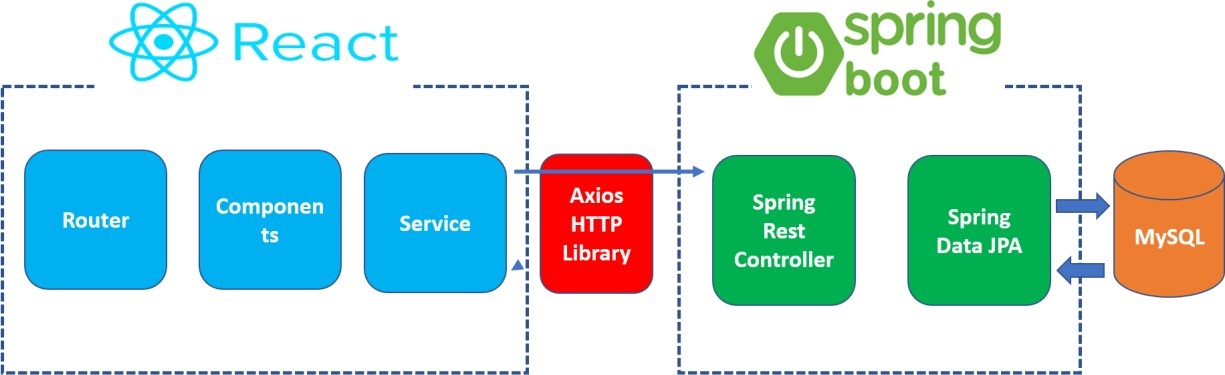 React
spring
boot
Router
Componen
ts
Service
Axios
HTTP
Library
Spring
Rest
Controller
Spring
Data JPA
MySQL